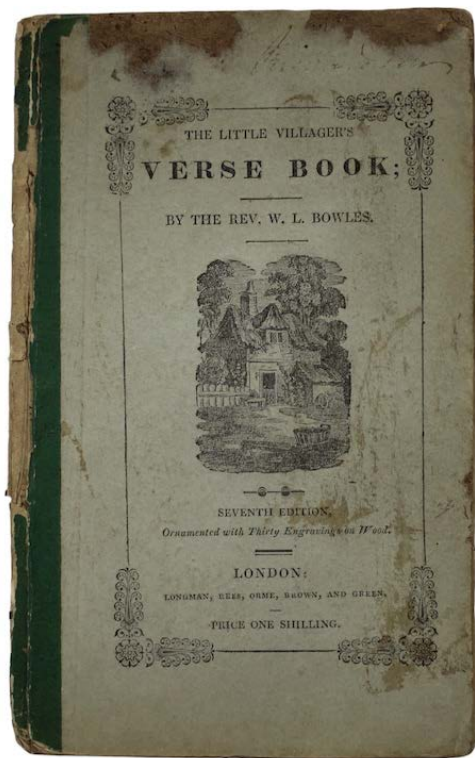 THE LITTLE VILLAGER'S
VERSE BOOK;
BY THE REV. W. L. BOWLES.
SEVENTH EDITION,
Ornamented with Thirty Engravings on Wood.
LONDON:
LONGMAN, REES, ORME, BROWN, AND GREEN.
PRICE ONE SHILLING.